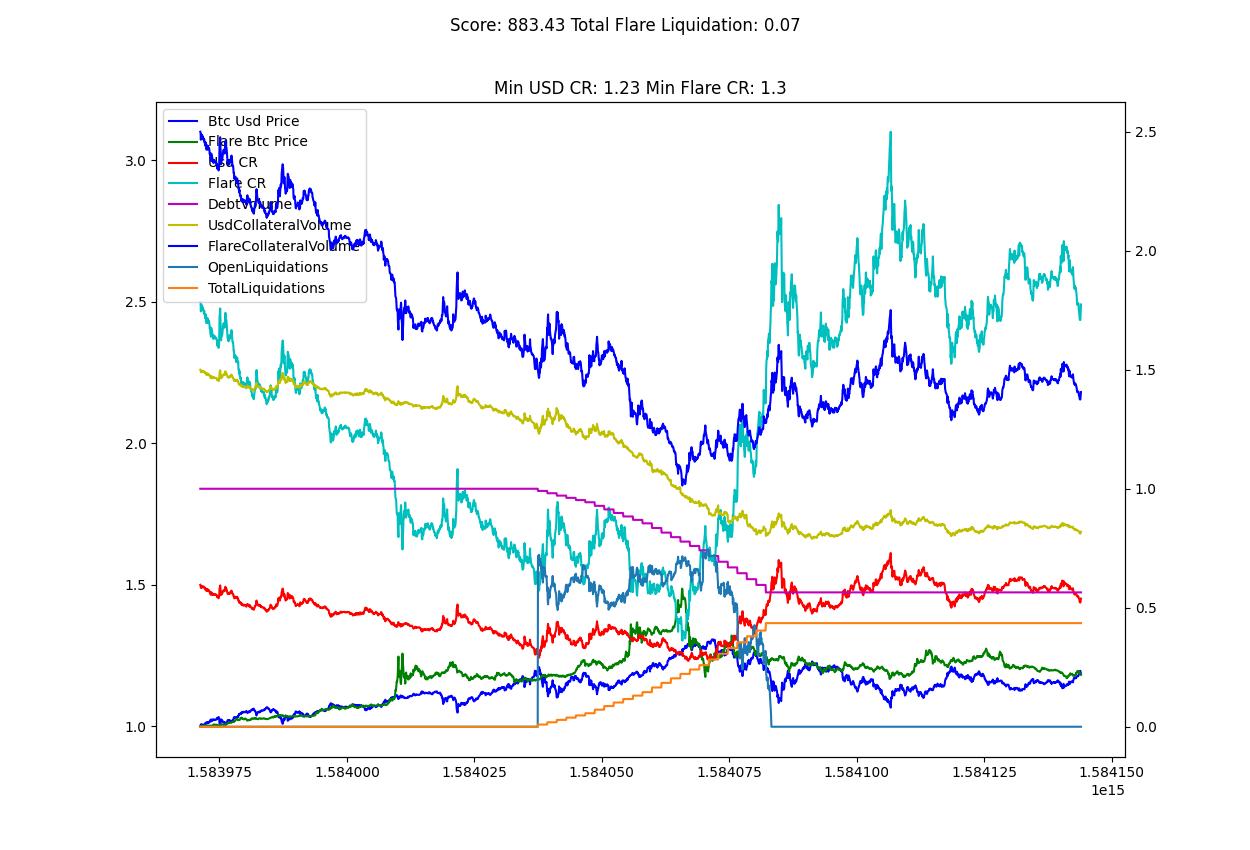 Score: 883.43 Total Flare Liquidation: 0.07
Min USD CR: 1.23 Min Flare CR: 1.3
Btc Usd Price
Flare Btc Price
Usd CR
Flare CR
DebtVolume
UsdCollateralVolume
FlareCollateralVolume
OpenLiquidations
TotalLiquidations
3.0
2.5
2.0
1.5
1.0
2.5
2.0
1.5
1.0
0.5
0.0
1.583975
1.584000
1.584025
1.584050
1.584075
1.584100
1.584125
1.584150
1e15